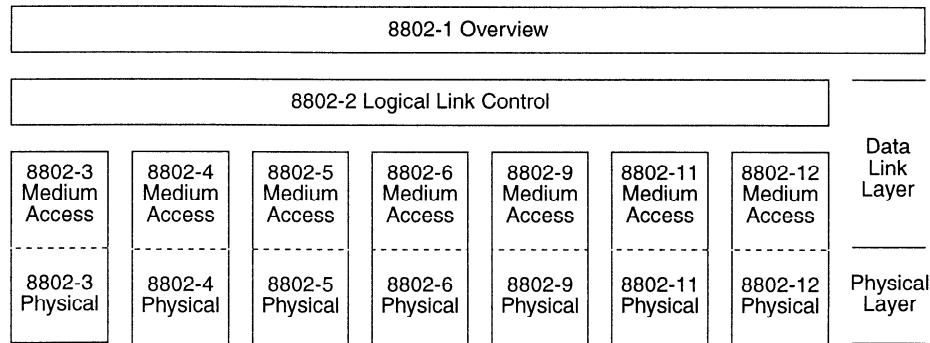 8802-1 Overview
8802-2 Logical Link Control
Data
Link
Layer
8802-3
Medium
Access
8802-4
Medium
Access
8802-5
Medium
Access
8802-6
Medium
Access
8802-9
Medium
Access
8802-11
Medium
Access
8802-12
Medium
Access
8802-3
Physical
8802-4
Physical
8802-5
Physical
8802-6
Physical
8802-9
Physical
8802-11
Physical
8802-12
Physical
Physical
Layer